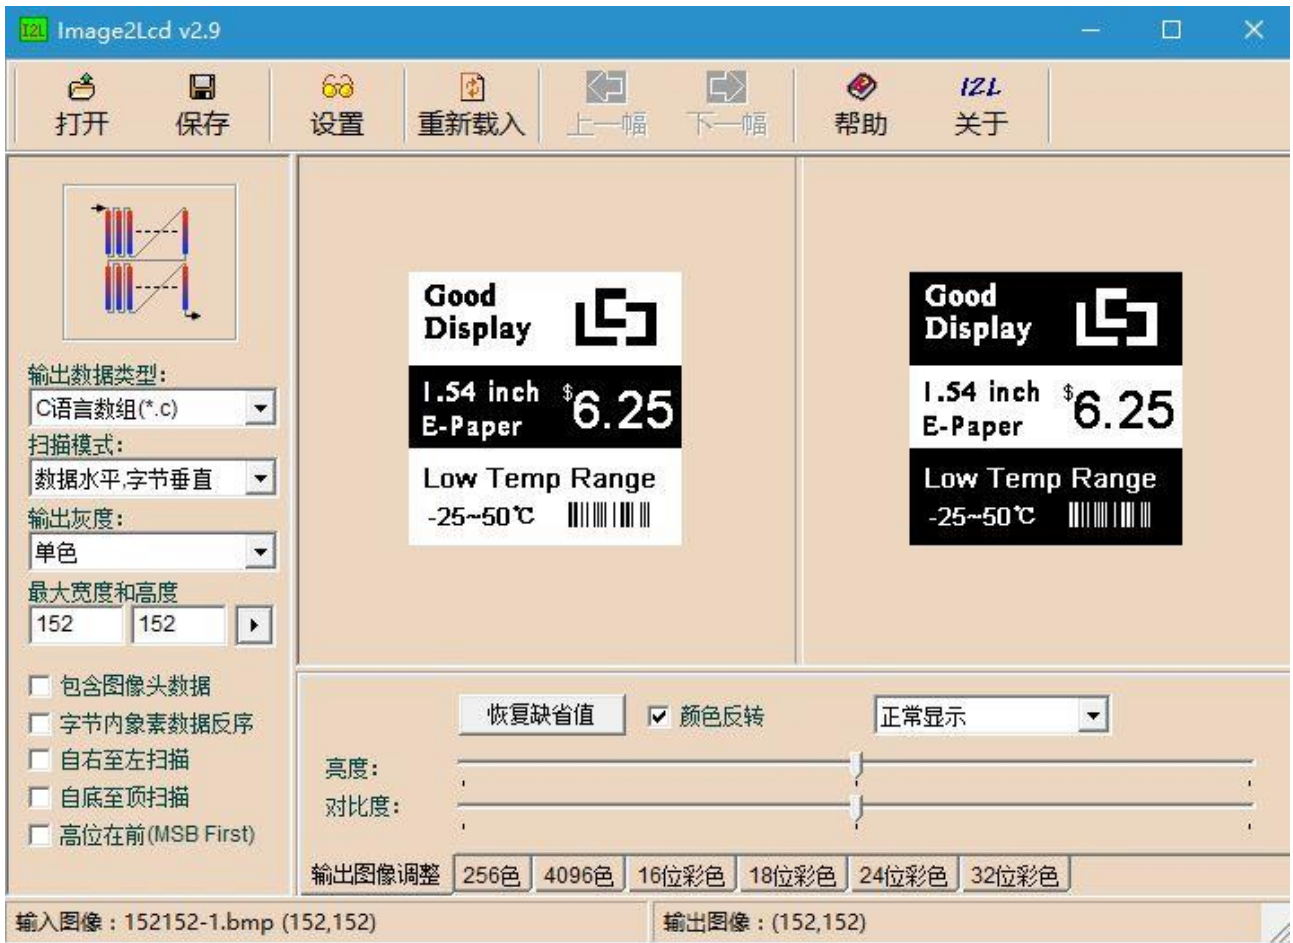 I2L Image2Lcd v2.9
打开 保存 设置 重新载入 上一幅 下一幅 帮助 I2L 关于
输出数据类型：
C语言数组(*.c)
扫描模式：
数据水平,字节垂直
输出灰度：
单色
最大宽度和高度
152 152
包含图像头数据
字节内象素数据反序
自右至左扫描
自底至顶扫描
高位在前(MSB First)
Good
Display
1.54 inch
E-Paper
$6.25
Low Temp Range
-25~50℃
Good
Display
1.54 inch
E-Paper
$6.25
Low Temp Range
-25~50℃
恢复缺省值 颜色反转 正常显示
亮度：
对比度：
输出图像调整 256色 4096色 16位彩色 18位彩色 24位彩色 32位彩色
输入图像：152152-1.bmp (152,152) 输出图像：(152,152)